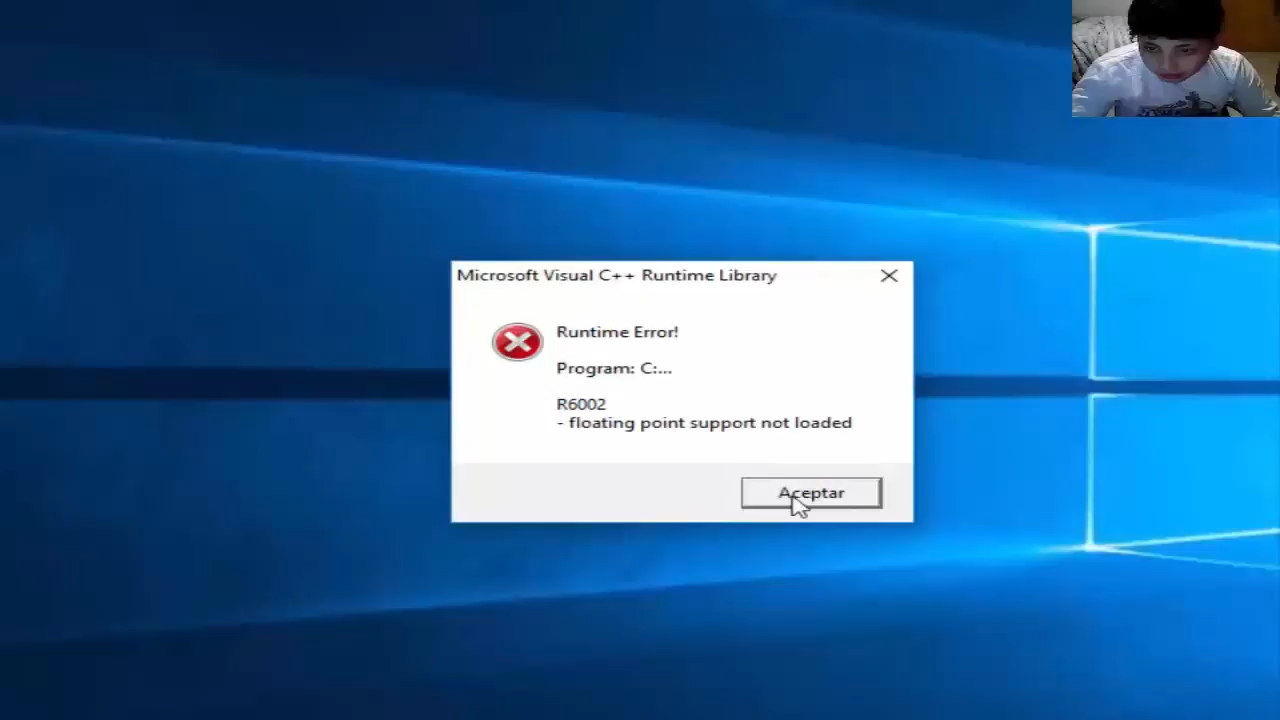 Microsoft Visual C++ Runtime Library
Runtime Error!
Program: C:...
R6002
- floating point support not loaded
Aceptar